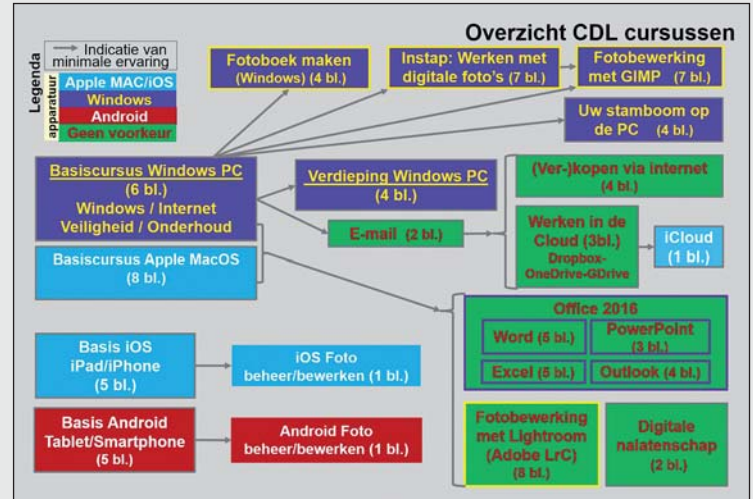 Overzicht CDL cursussen
Indicatie van
minimale ervaring
Legenda
apparatuur
Apple MAC/iOS
Windows
Android
Geen voorkeur
Fotoboek maken
(Windows) (4 bl.)
Instap: Werken met
digitale foto's (7 bl.)
Fotobewerking
met GIMP (7 bl.)
Uw stamboom op
de PC (4 bl.)
Basiscursus Windows PC
(6 bl.)
Windows / Internet
Veiligheid / Onderhoud
Verdieping Windows PC
(4 bl.)
(Ver-)kopen via internet
(4 bl.)
E-mail (2 bl.)
Werken in de
Cloud (3bl.)
Dropbox-
OneDrive-GDrive
iCloud
(1 bl.)
Basiscursus Apple MacOS
(8 bl.)
Office 2016
Word (5 bl.)
PowerPoint
(3 bl.)
Excel (5 bl.)
Outlook (4 bl.)
Basis iOS
iPad/iPhone
(5 bl.)
iOS Foto
beheer/bewerken (1 bl.)
Basis Android
Tablet/Smartphone
(5 bl.)
Android Foto
beheer/bewerken (1 bl.)
Fotobewerking
met Lightroom
(Adobe LrC)
(8 bl.)
Digitale
nalatenschap
(2 bl.)